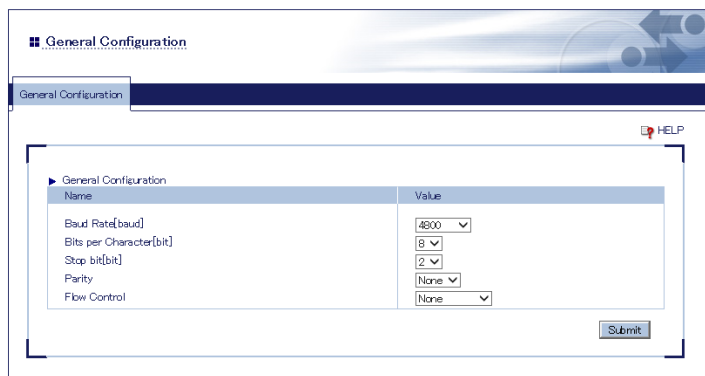 General Configuration
General Configuration
HELP
General Configuration
Name Value
Baud Rate[baud] 4800
Bits per Character[bit] 8
Stop bit[bit] 2
Parity None
Flow Control None
Submit